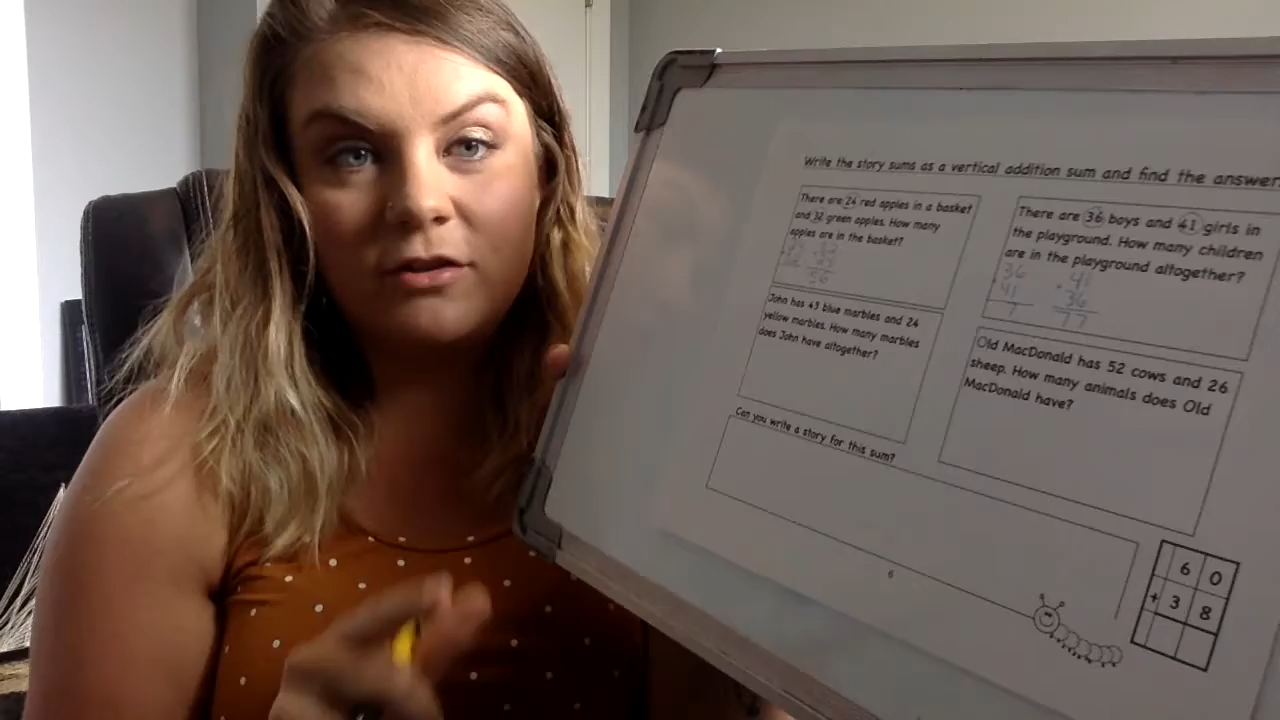 Write the story sums as a vertical addition sum and find the answer
There are 24 red apples in a basket
and 32 green apples. How many
apples are in the basket?
56
There are 36 boys and 41 girls in
the playground. How many children
are in the playground altogether?
36 41
41 + 36
7 77
John has 43 blue marbles and 24
yellow marbles. How many marbles
does John have altogether?
Old MacDonald has 52 cows and 26
sheep. How many animals does Old
MacDonald have?
Can you write a story for this sum?
6 0
+ 3 8
6